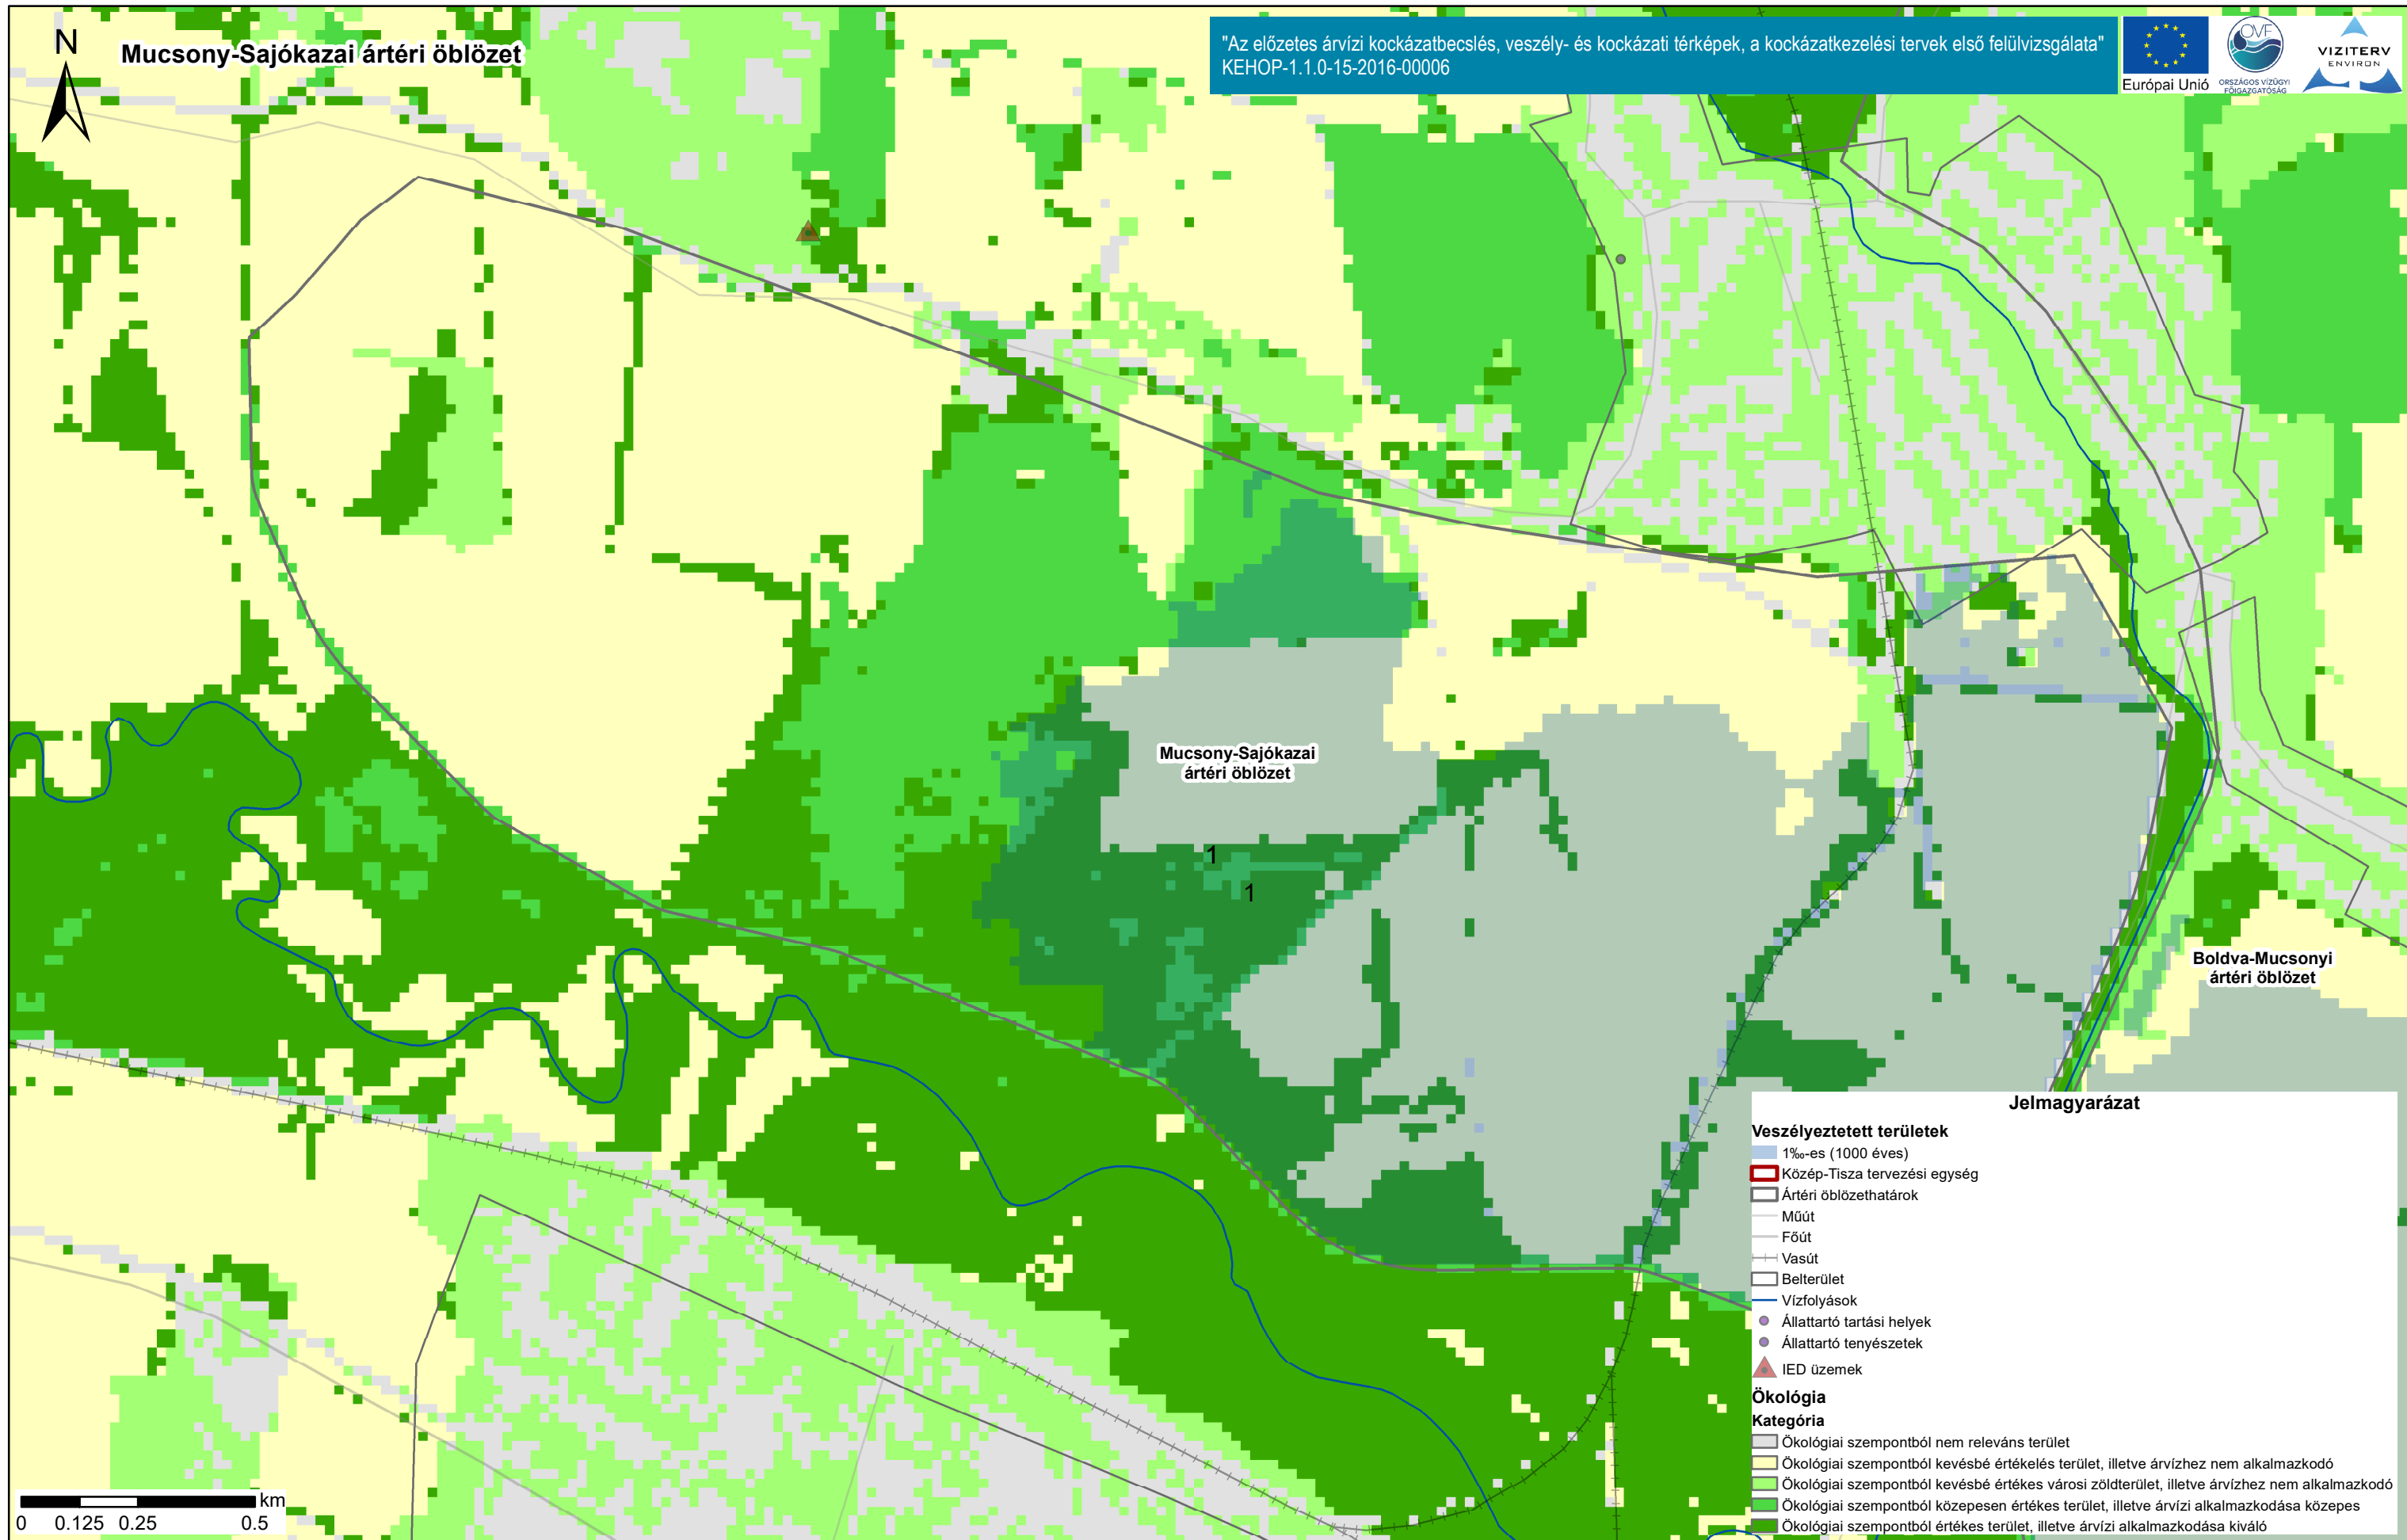 N
Mucsony-Sajókazai ártéri öblözet
"Az előzetes árvízi kockázatbecslés, veszély- és kockázati térképek, a kockázatkezelési tervek első felülvizsgálata"
KEHOP-1.1.0-15-2016-00006
Európai Unió
OVF
ORSZÁGOS VÍZÜGYI
FŐIGAZGATÓSÁG
VIZITERV
ENVIRON
Mucsony-Sajókazai
ártéri öblözet
1
1
Boldva-Mucsonyi
ártéri öblözet
Jelmagyarázat
Veszélyeztetett területek
1‰-es (1000 éves)
Közép-Tisza tervezési egység
Ártéri öblözethatárok
Műút
Főút
Vasút
Belterület
Vízfolyások
Állattartó tartási helyek
Állattartó tenyészetek
IED üzemek
Ökológia
Kategória
Ökológiai szempontból nem releváns terület
Ökológiai szempontból kevésbé értékelés terület, illetve árvízhez nem alkalmazkodó
Ökológiai szempontból kevésbé értékes városi zöldterület, illetve árvízhez nem alkalmazkodó
Ökológiai szempontból közepesen értékes terület, illetve árvízi alkalmazkodása közepes
Ökológiai szempontból értékes terület, illetve árvízi alkalmazkodása kiváló
km
0 0.125 0.25 0.5